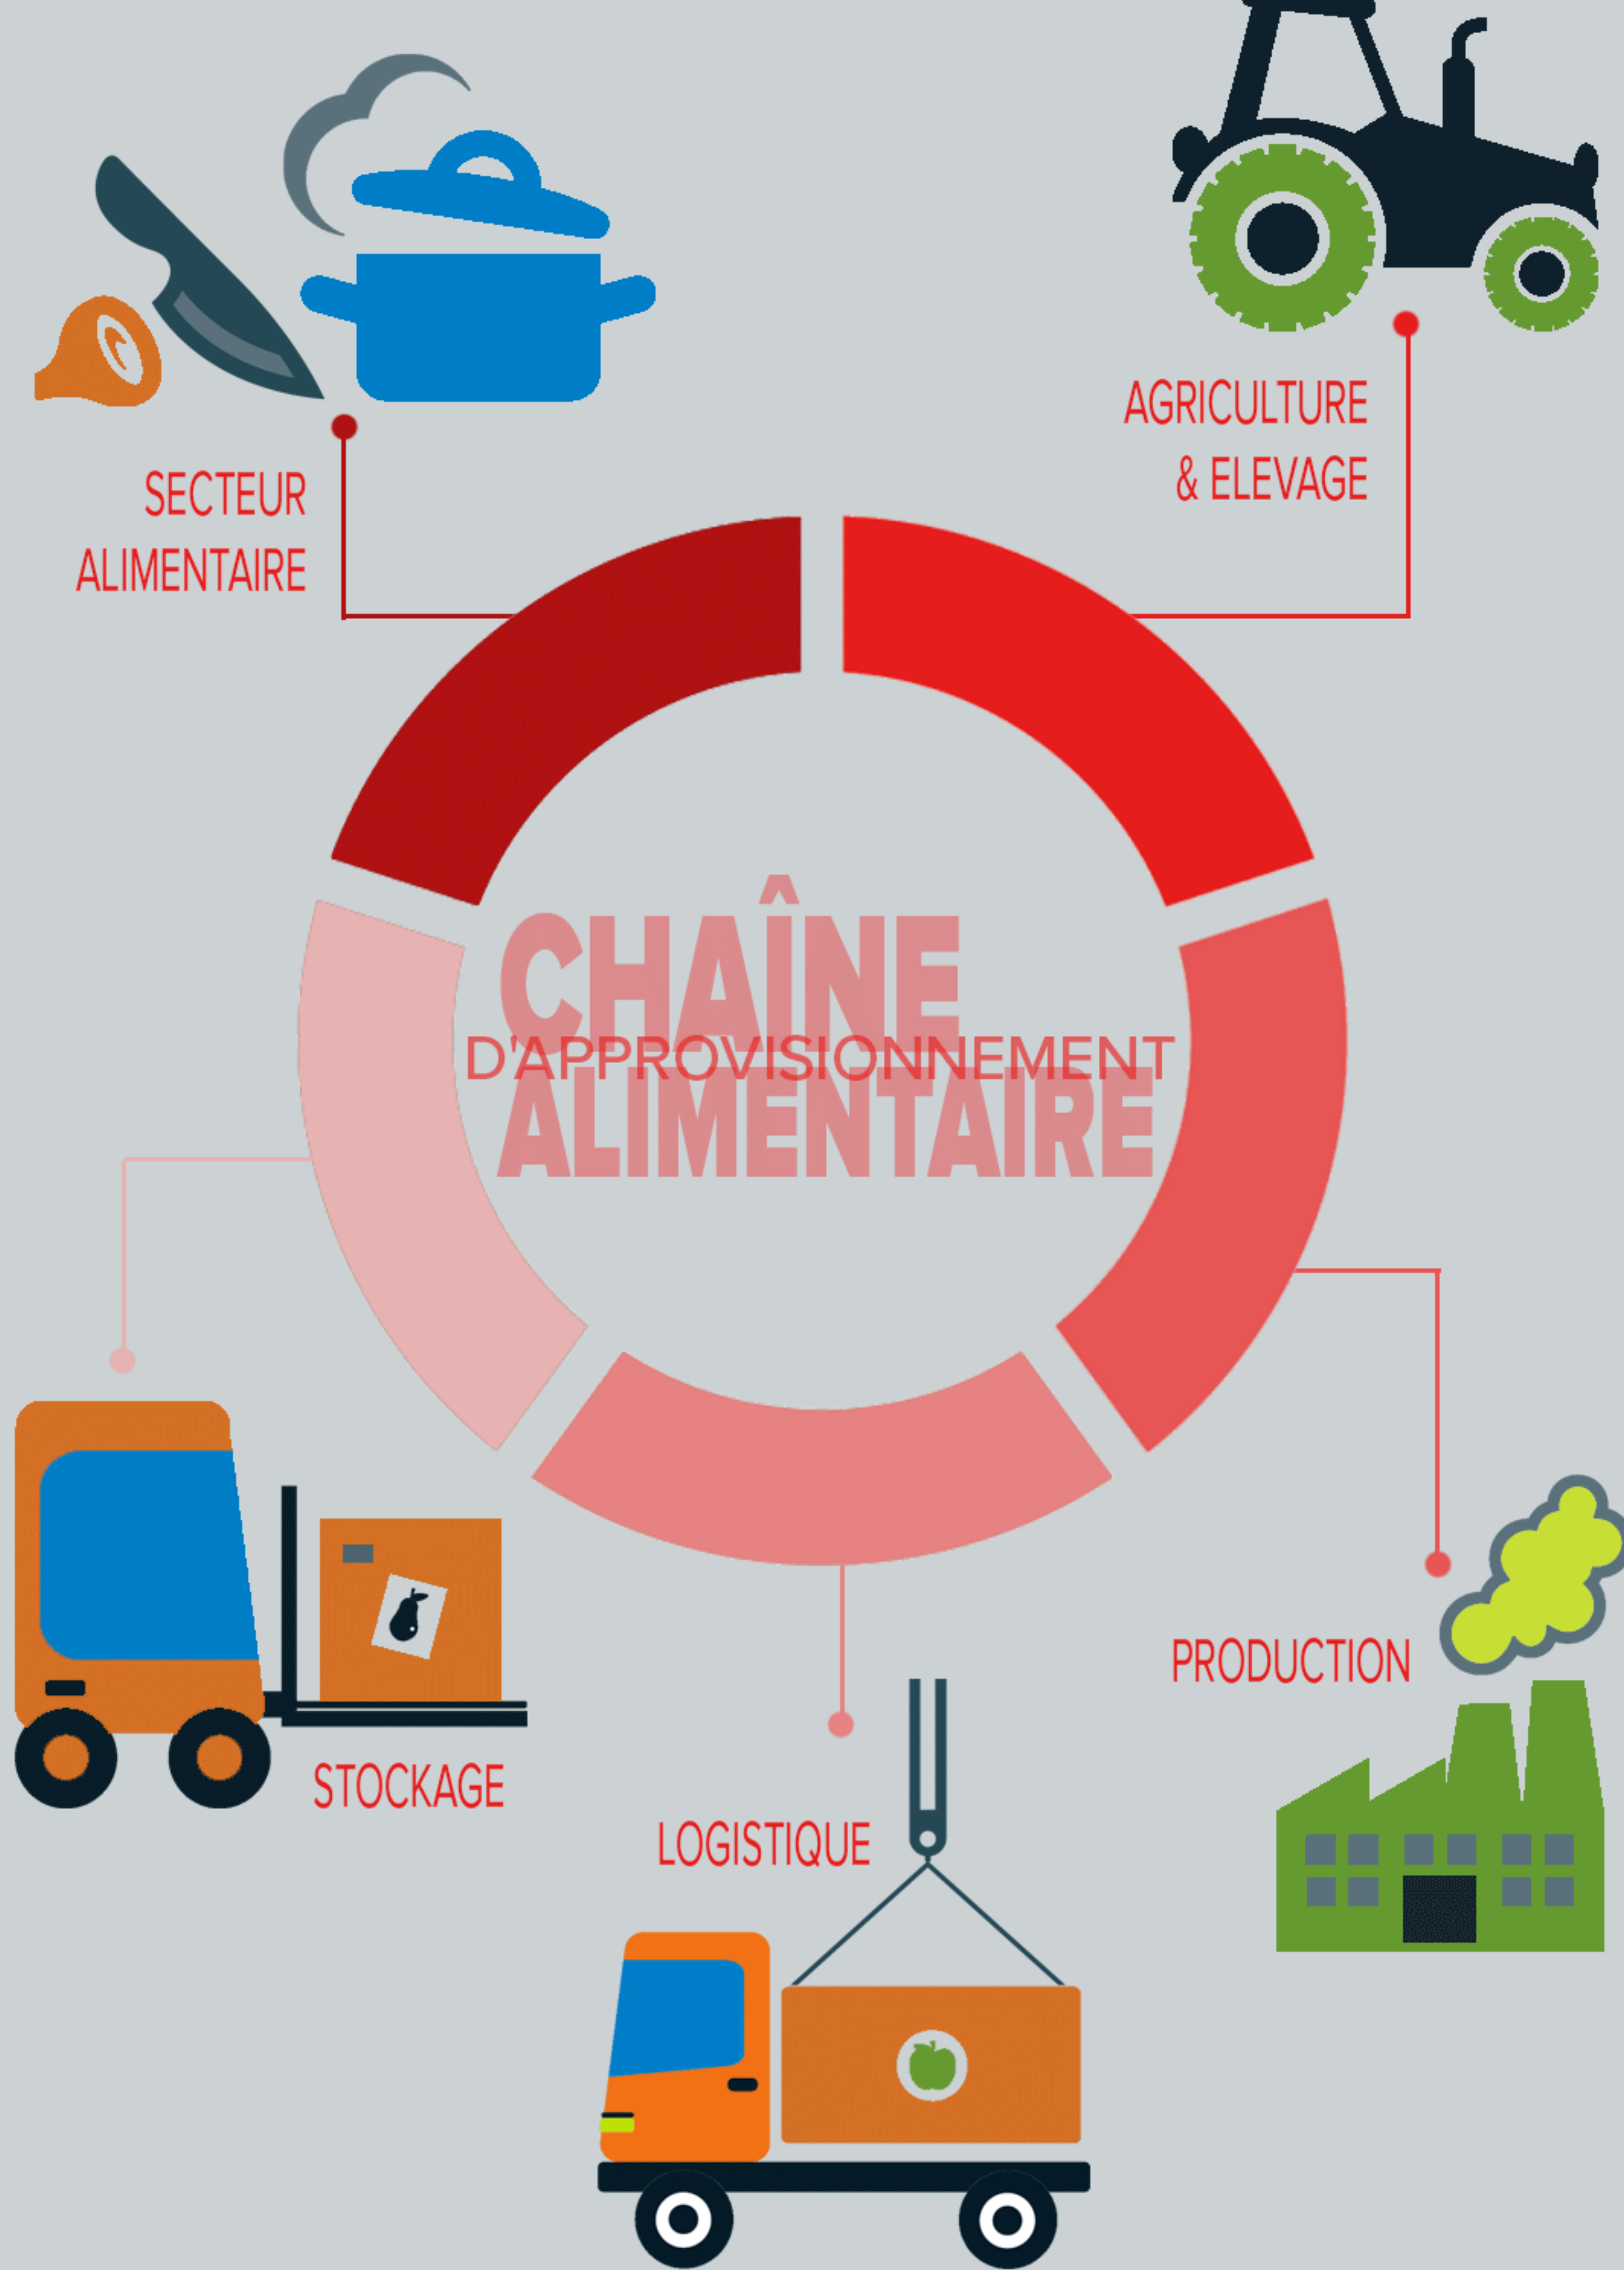 AGRICULTURE
& ELEVAGE
SECTEUR
ALIMENTAIRE
CHAÎNE
D'APPROVISIONNEMENT
ALIMENTAIRE
PRODUCTION
STOCKAGE
LOGISTIQUE